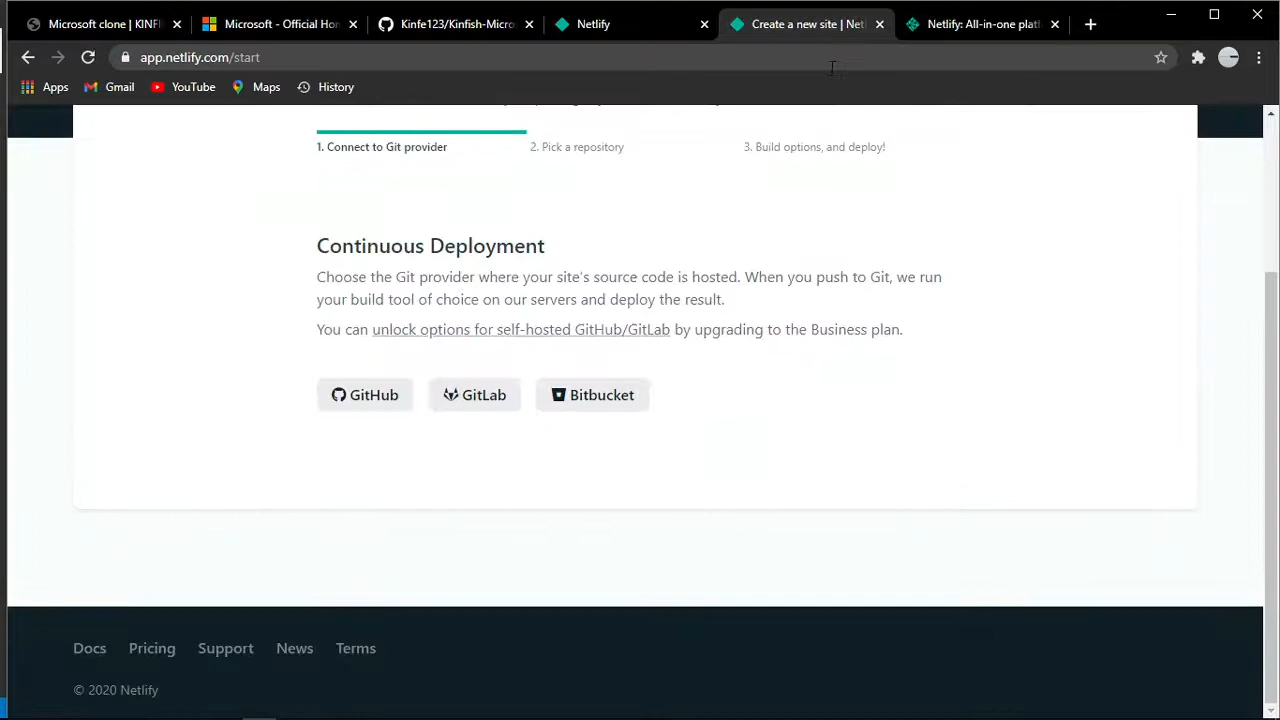 Microsoft clone | KINF
Microsoft - Official Hom
Kinfe123/Kinfish-Micro
Netlify
Create a new site | Netl
Netlify: All-in-one platf
app.netlify.com/start
Apps
Gmail
YouTube
Maps
History
1. Connect to Git provider
2. Pick a repository
3. Build options, and deploy!
Continuous Deployment
Choose the Git provider where your site's source code is hosted. When you push to Git, we run
your build tool of choice on our servers and deploy the result.
You can unlock options for self-hosted GitHub/GitLab by upgrading to the Business plan.
GitHub
GitLab
Bitbucket
Docs
Pricing
Support
News
Terms
© 2020 Netlify